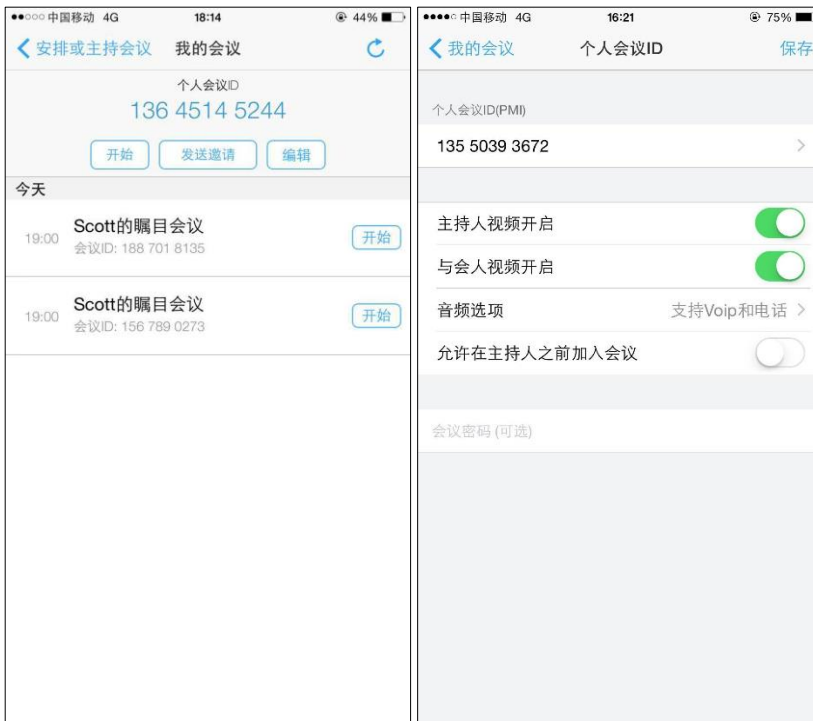 中国移动 4G 18:14 44%
安排或主持会议 我的会议
个人会议ID
136 4514 5244
开始 发送邀请 编辑
今天
19:00 Scott的瞩目会议 开始
会议ID: 188 701 8135
19:00 Scott的瞩目会议 开始
会议ID: 156 789 0273
中国移动 4G 16:21 75%
我的会议 个人会议ID 保存
个人会议ID(PMI)
135 5039 3672
主持人视频开启
与会人视频开启
音频选项 支持Voip和电话
允许在主持人之前加入会议
会议密码 (可选)